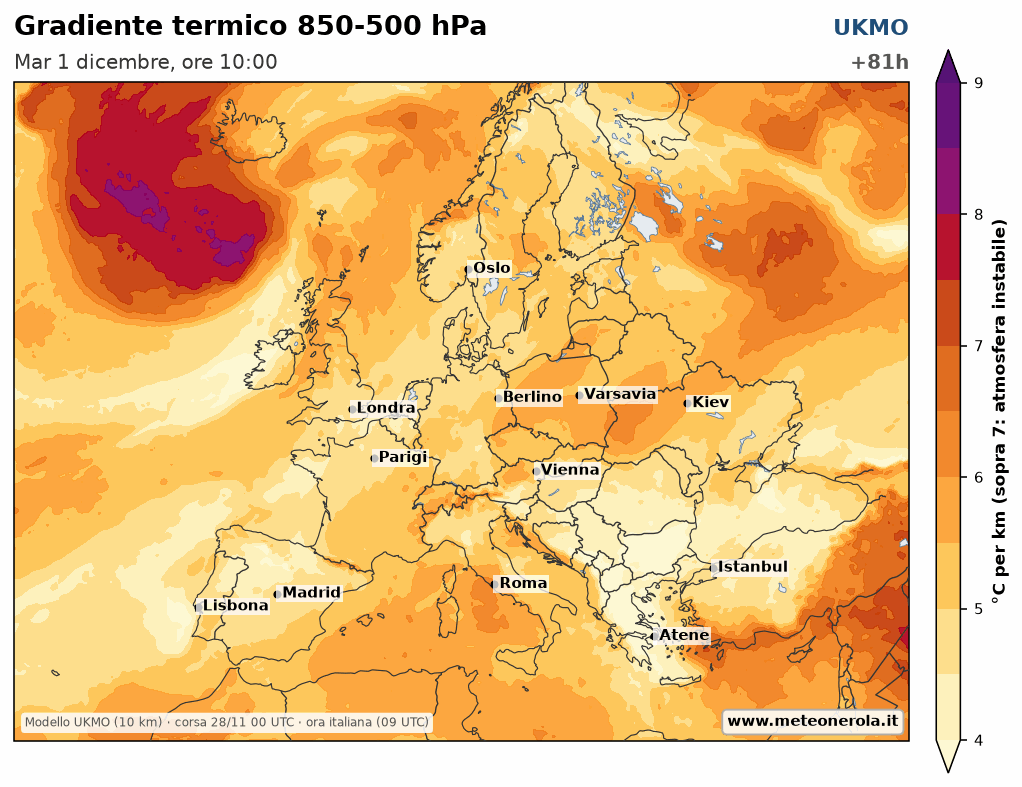 Gradiente termico 850-500 hPa
UKMO
Mar 1 dicembre, ore 10:00
+81h
Oslo
Londra
Berlino
Varsavia
Kiev
Parigi
Vienna
Istanbul
Roma
Madrid
Lisbona
Atene
Modello UKMO (10 km) · corsa 28/11 00 UTC · ora italiana (09 UTC)
www.meteonerola.it
9
8
7
6
5
4
°C per km (sopra 7: atmosfera instabile)